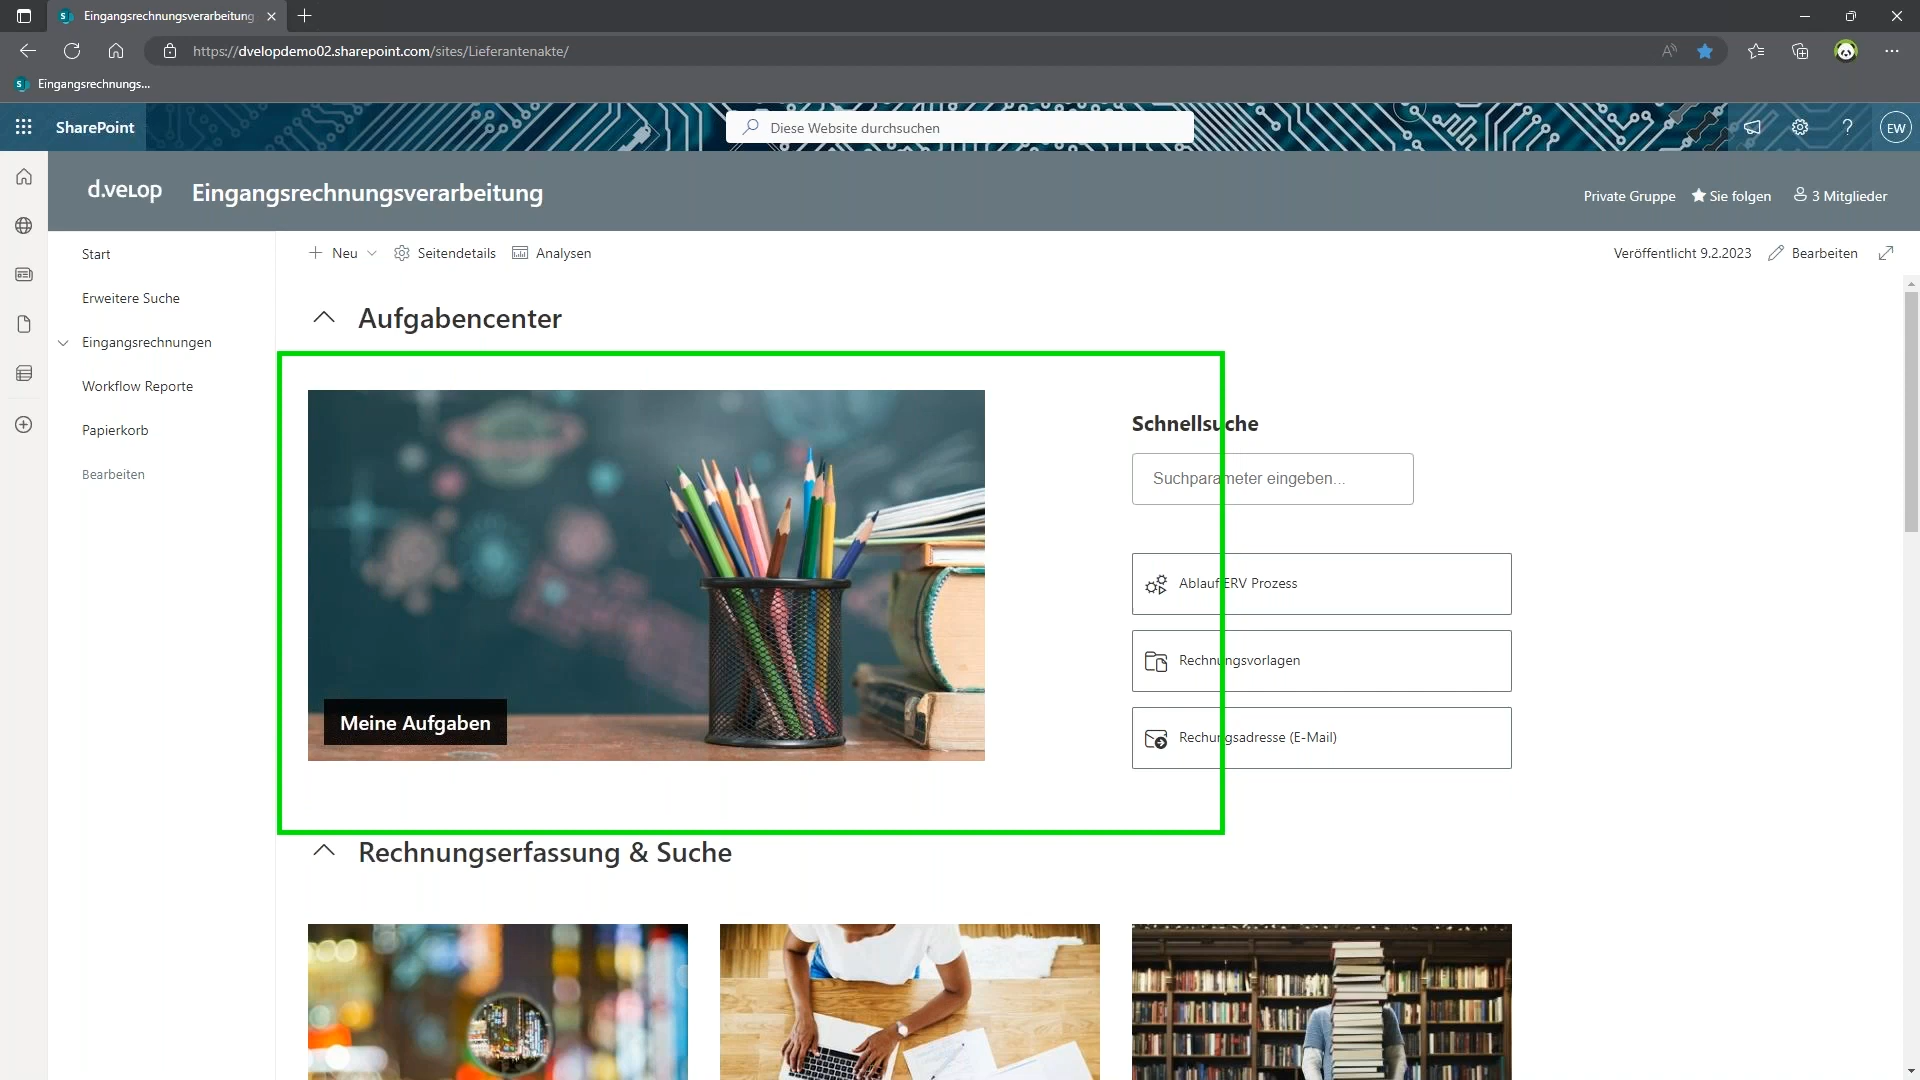 Eingangsrechnungsverarbeitung
https://dvelopdemo02.sharepoint.com/sites/Lieferantenakte/
Eingangsrechnungs...
SharePoint
Diese Website durchsuchen
EW
d.velop
Eingangsrechnungsverarbeitung
Private Gruppe
Sie folgen
3 Mitglieder
Start
Erweitere Suche
Eingangsrechnungen
Workflow Reporte
Papierkorb
Bearbeiten
Neu
Seitendetails
Analysen
Veröffentlicht 9.2.2023
Bearbeiten
Aufgabencenter
Meine Aufgaben
Schnellsuche
Suchparameter eingeben...
Ablauf ERV Prozess
Rechnungsvorlagen
Rechungsadresse (E-Mail)
Rechnungserfassung & Suche